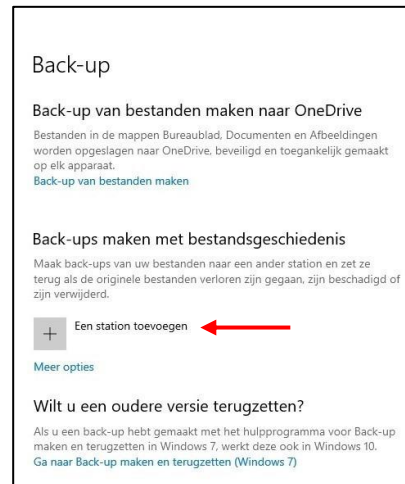 Back-up
Back-up van bestanden maken naar OneDrive
Bestanden in de mappen Bureaublad, Documenten en Afbeeldingen
worden opgeslagen naar OneDrive, beveiligd en toegankelijk gemaakt
op elk apparaat.
Back-up van bestanden maken
Back-ups maken met bestandsgeschiedenis
Maak back-ups van uw bestanden naar een ander station en zet ze
terug als de originele bestanden verloren zijn gegaan, zijn beschadigd of
zijn verwijderd.
Een station toevoegen
Meer opties
Wilt u een oudere versie terugzetten?
Als u een back-up hebt gemaakt met het hulpprogramma voor Back-up
maken en terugzetten in Windows 7, werkt deze ook in Windows 10.
Ga naar Back-up maken en terugzetten (Windows 7)